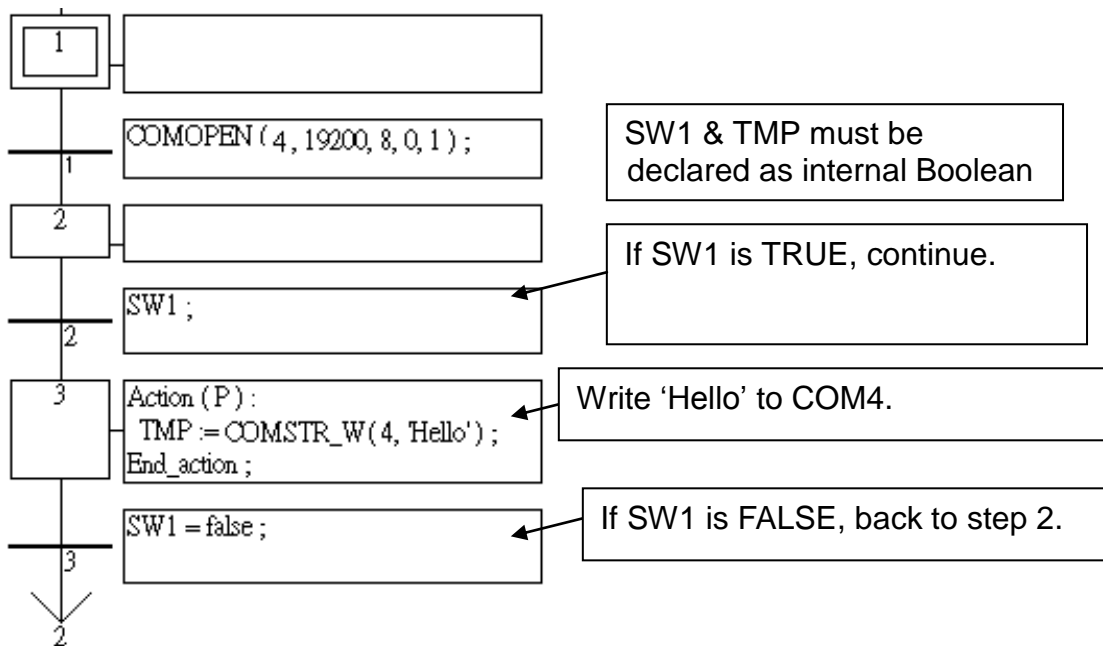 1
COMOPEN ( 4 , 19200, 8, 0, 1 ) ;
1
SW1 & TMP must be
declared as internal Boolean
2
If SW1 is TRUE, continue.
SW1 ;
2
3
Action ( P ) :
TMP := COMSTR_W( 4, 'Hello' ) ;
End_action ;
Write ‘Hello’ to COM4.
SW1 = false ;
If SW1 is FALSE, back to step 2.
3
2